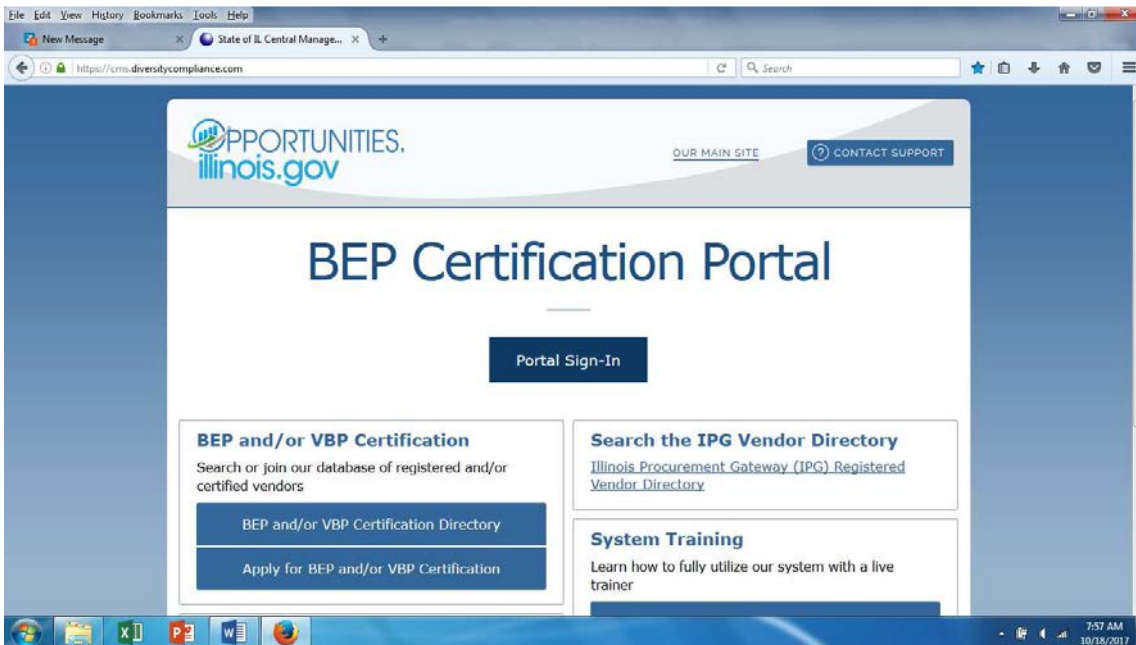 File Edit View History Bookmarks Tools Help
New Message
State of IL Central Manage...
https://cms.diversitycompliance.com
Search
OPPORTUNITIES.
illinois.gov
OUR MAIN SITE
? CONTACT SUPPORT
BEP Certification Portal
Portal Sign-In
BEP and/or VBP Certification
Search or join our database of registered and/or
certified vendors
BEP and/or VBP Certification Directory
Apply for BEP and/or VBP Certification
Search the IPG Vendor Directory
Illinois Procurement Gateway (IPG) Registered
Vendor Directory
System Training
Learn how to fully utilize our system with a live
trainer
7:57 AM
10/18/2017